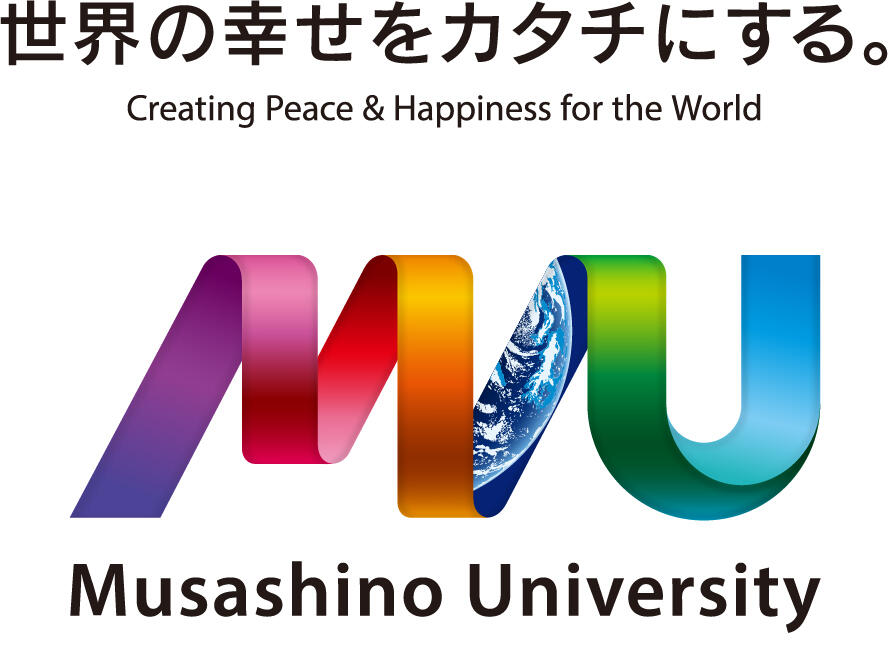 世界の幸せをカタチにする。
Creating Peace & Happiness for the World
MU
Musashino University